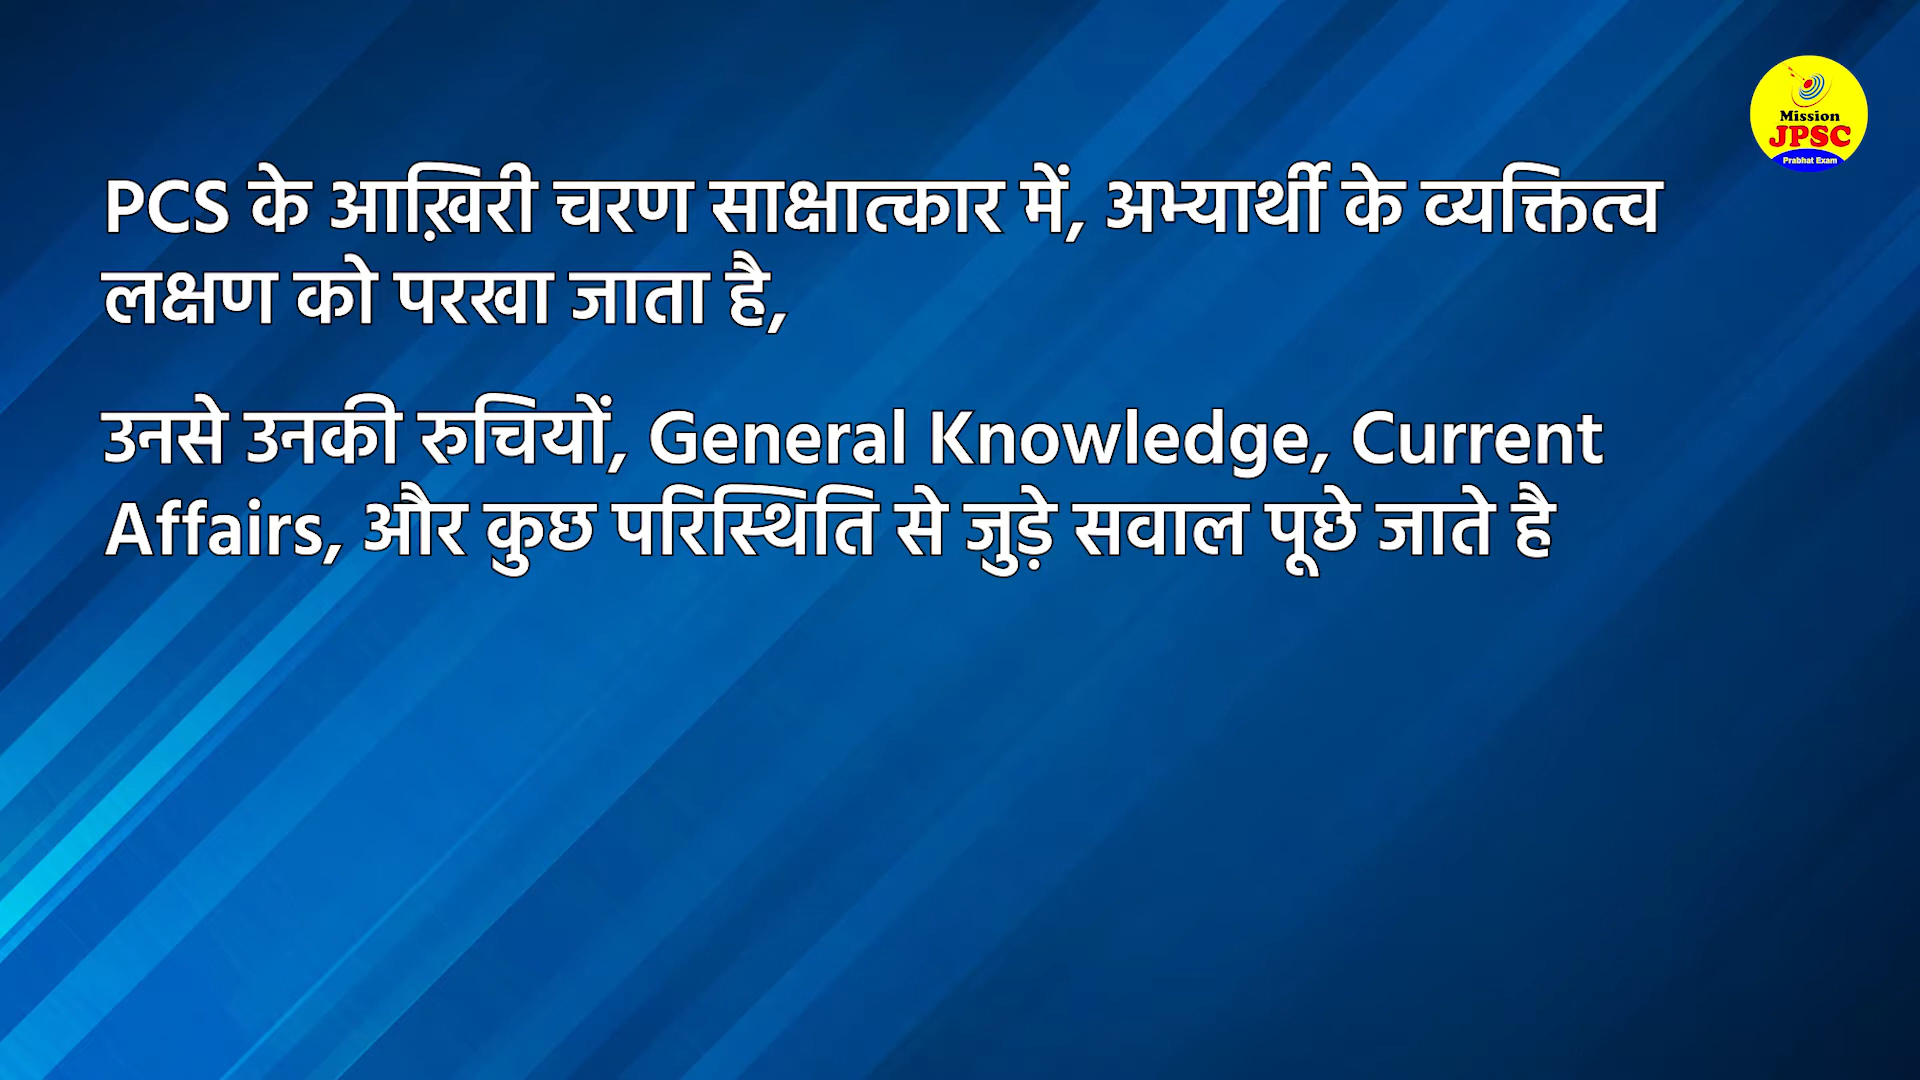 Mission
JPSC
Prabhat Exam
PCS के आख़िरी चरण साक्षात्कार में, अभ्यार्थी के व्यक्तित्व
लक्षण को परखा जाता है,
उनसे उनकी रुचियों, General Knowledge, Current
Affairs, और कुछ परिस्थिति से जुड़े सवाल पूछे जाते है